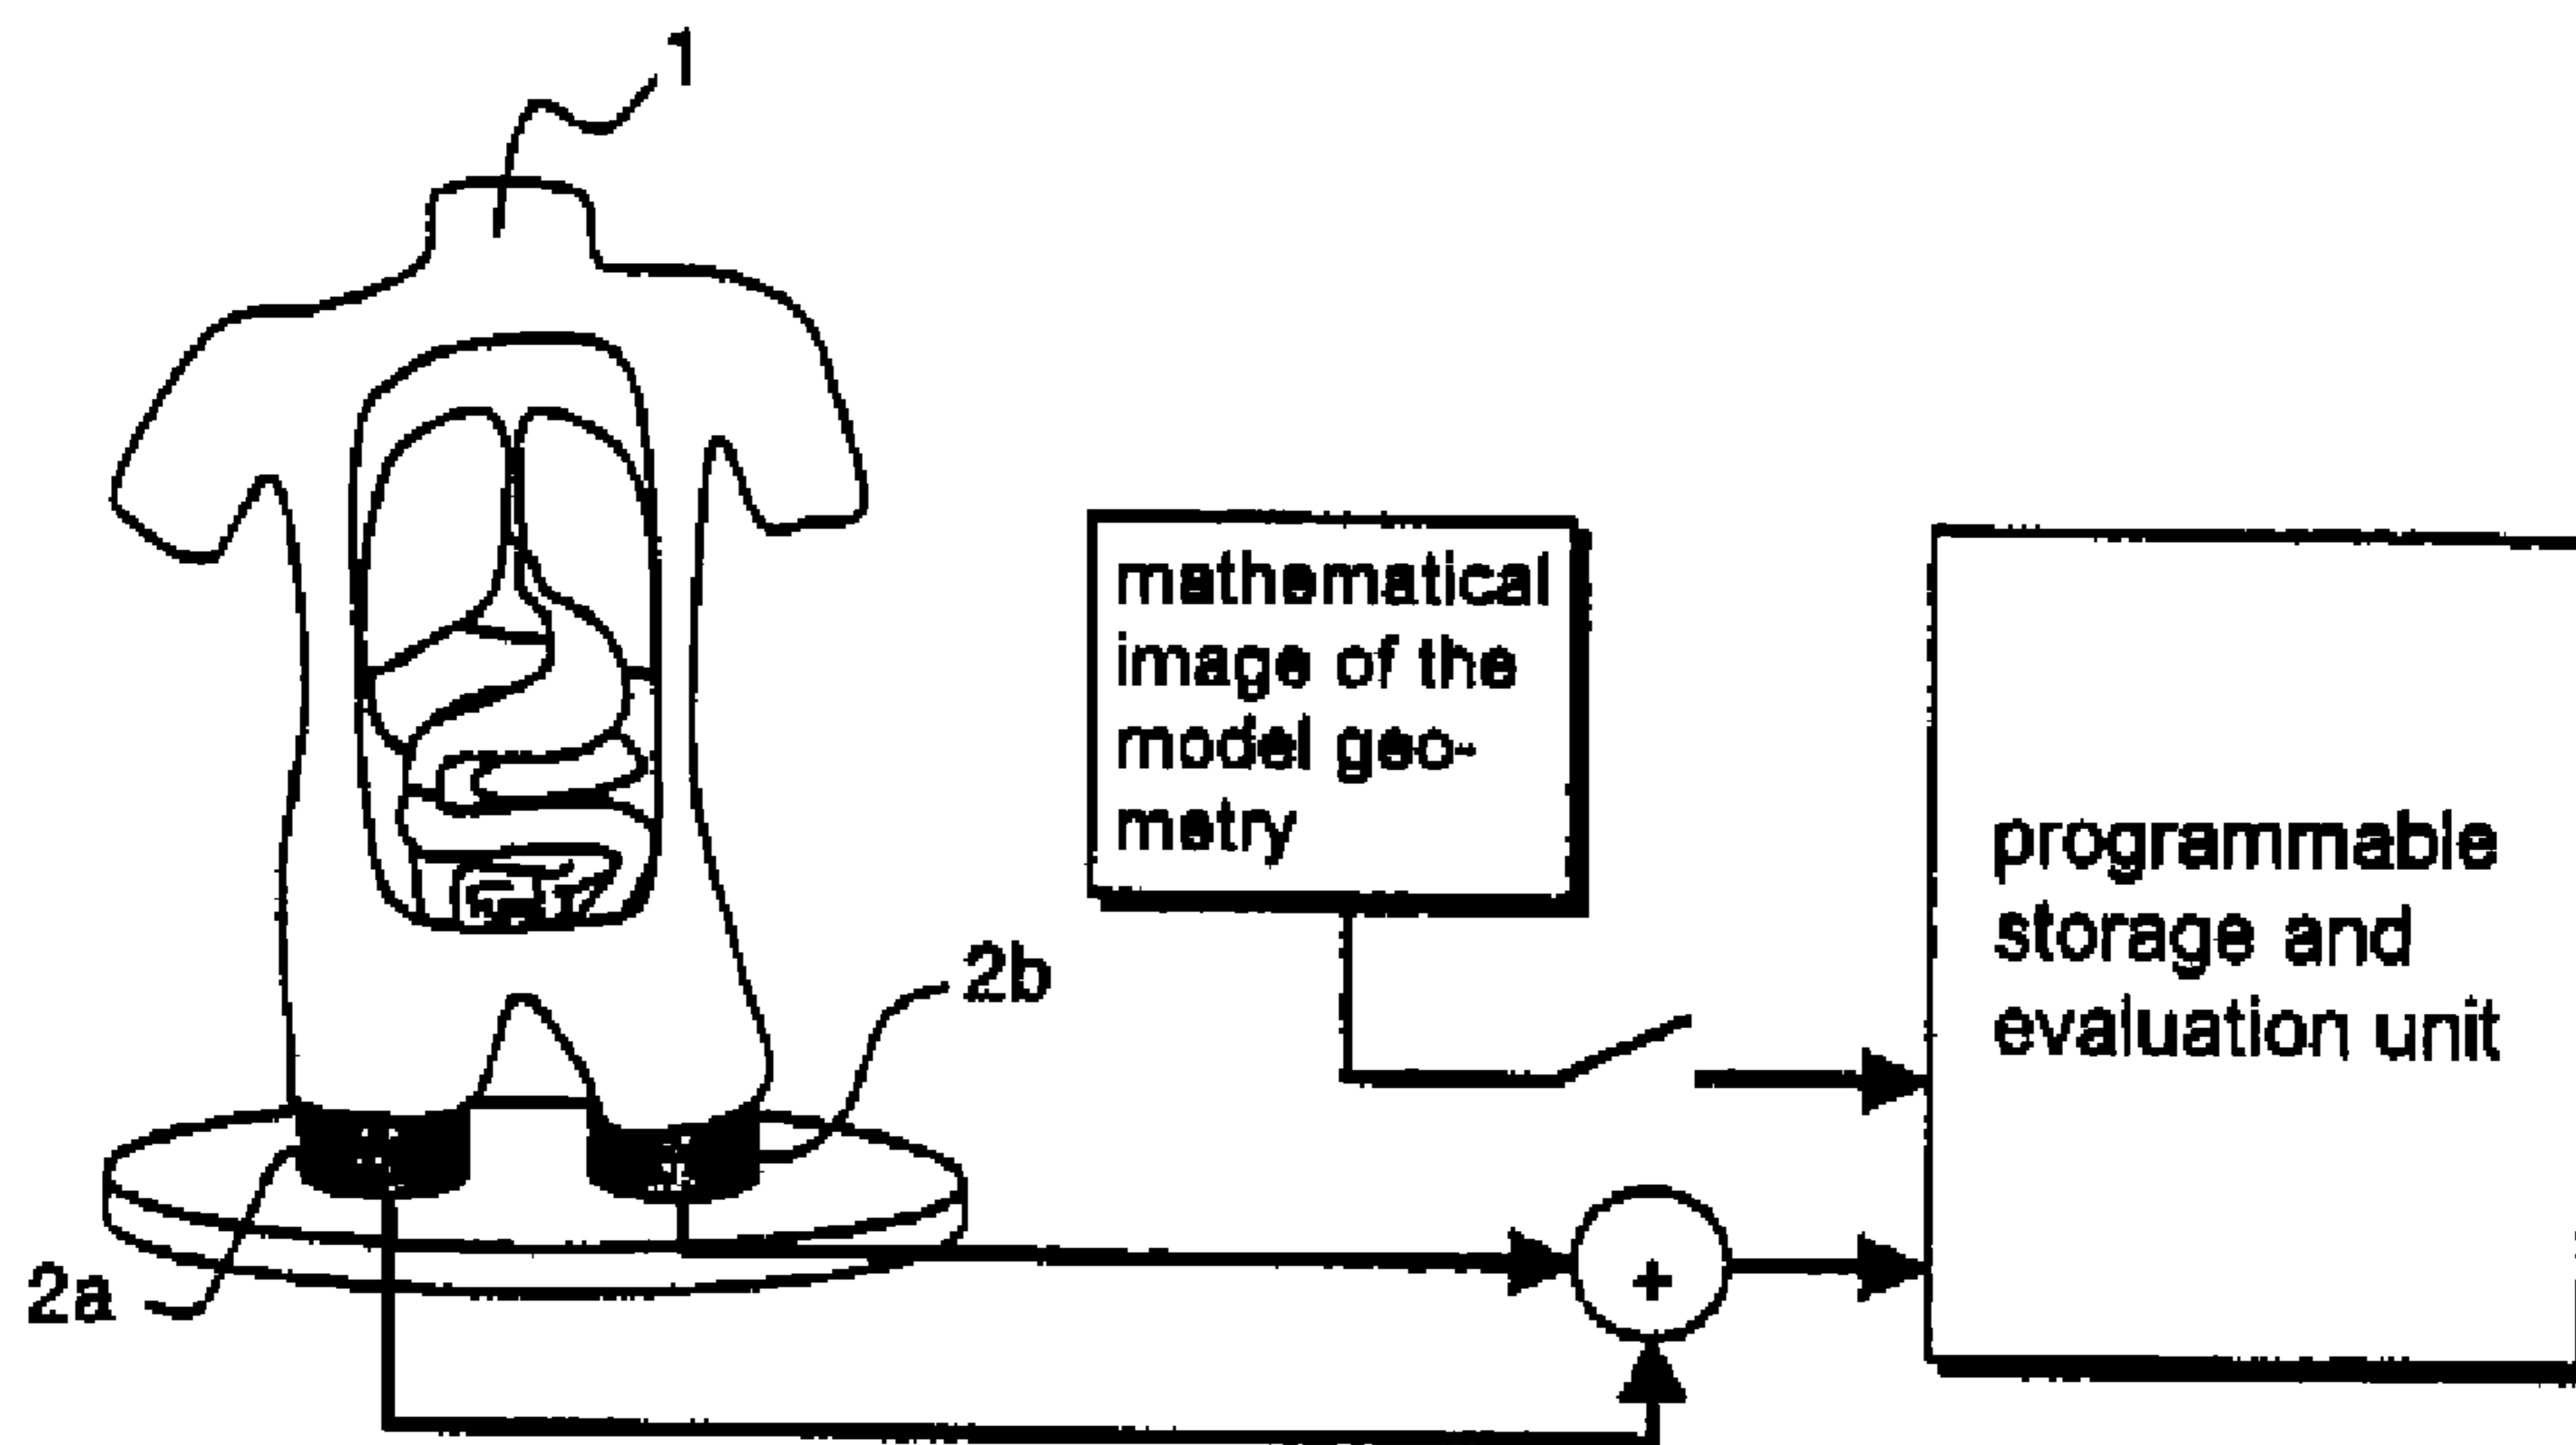 1
mathematical
image of the
model geo-
metry
programmable
storage and
evaluation unit
2b
2a
+